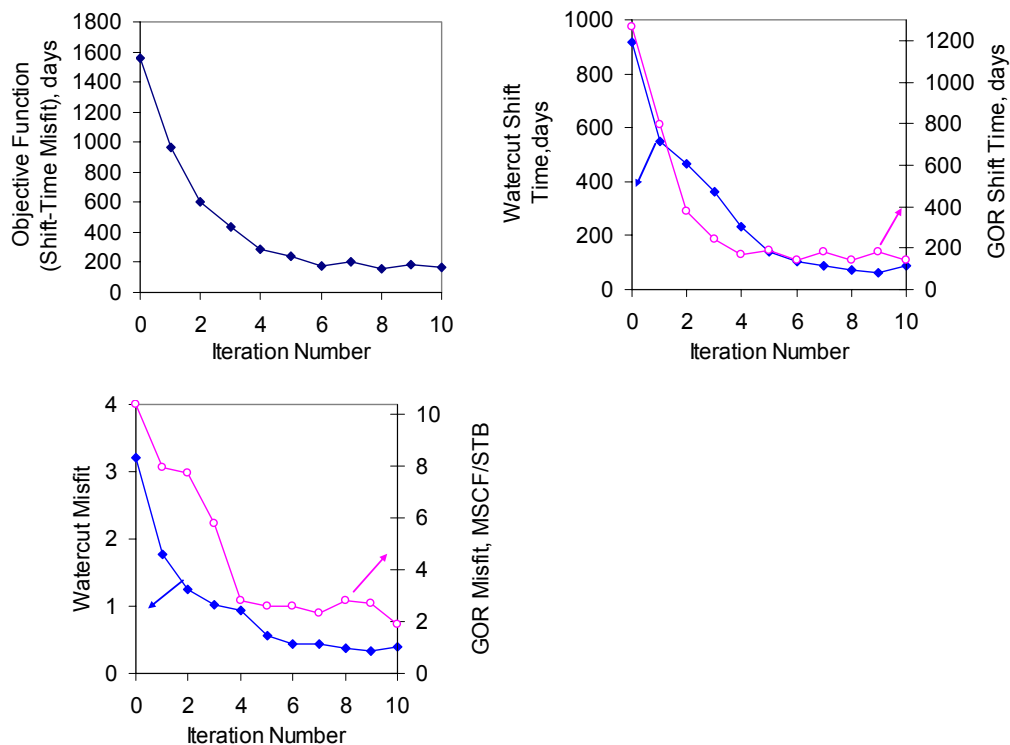 Objective Function
(Shift-Time Misfit), days
1800
1600
1400
1200
1000
800
600
400
200
0
0 2 4 6 8 10
Iteration Number
Watercut Shift
Time,days
1000
800
600
400
200
0
0 2 4 6 8 10
Iteration Number
1200
1000
800
600
400
200
0
GOR Shift Time, days
Watercut Misfit
4
3
2
1
0
0 2 4 6 8 10
Iteration Number
10
8
6
4
2
0
GOR Misfit, MSCF/STB